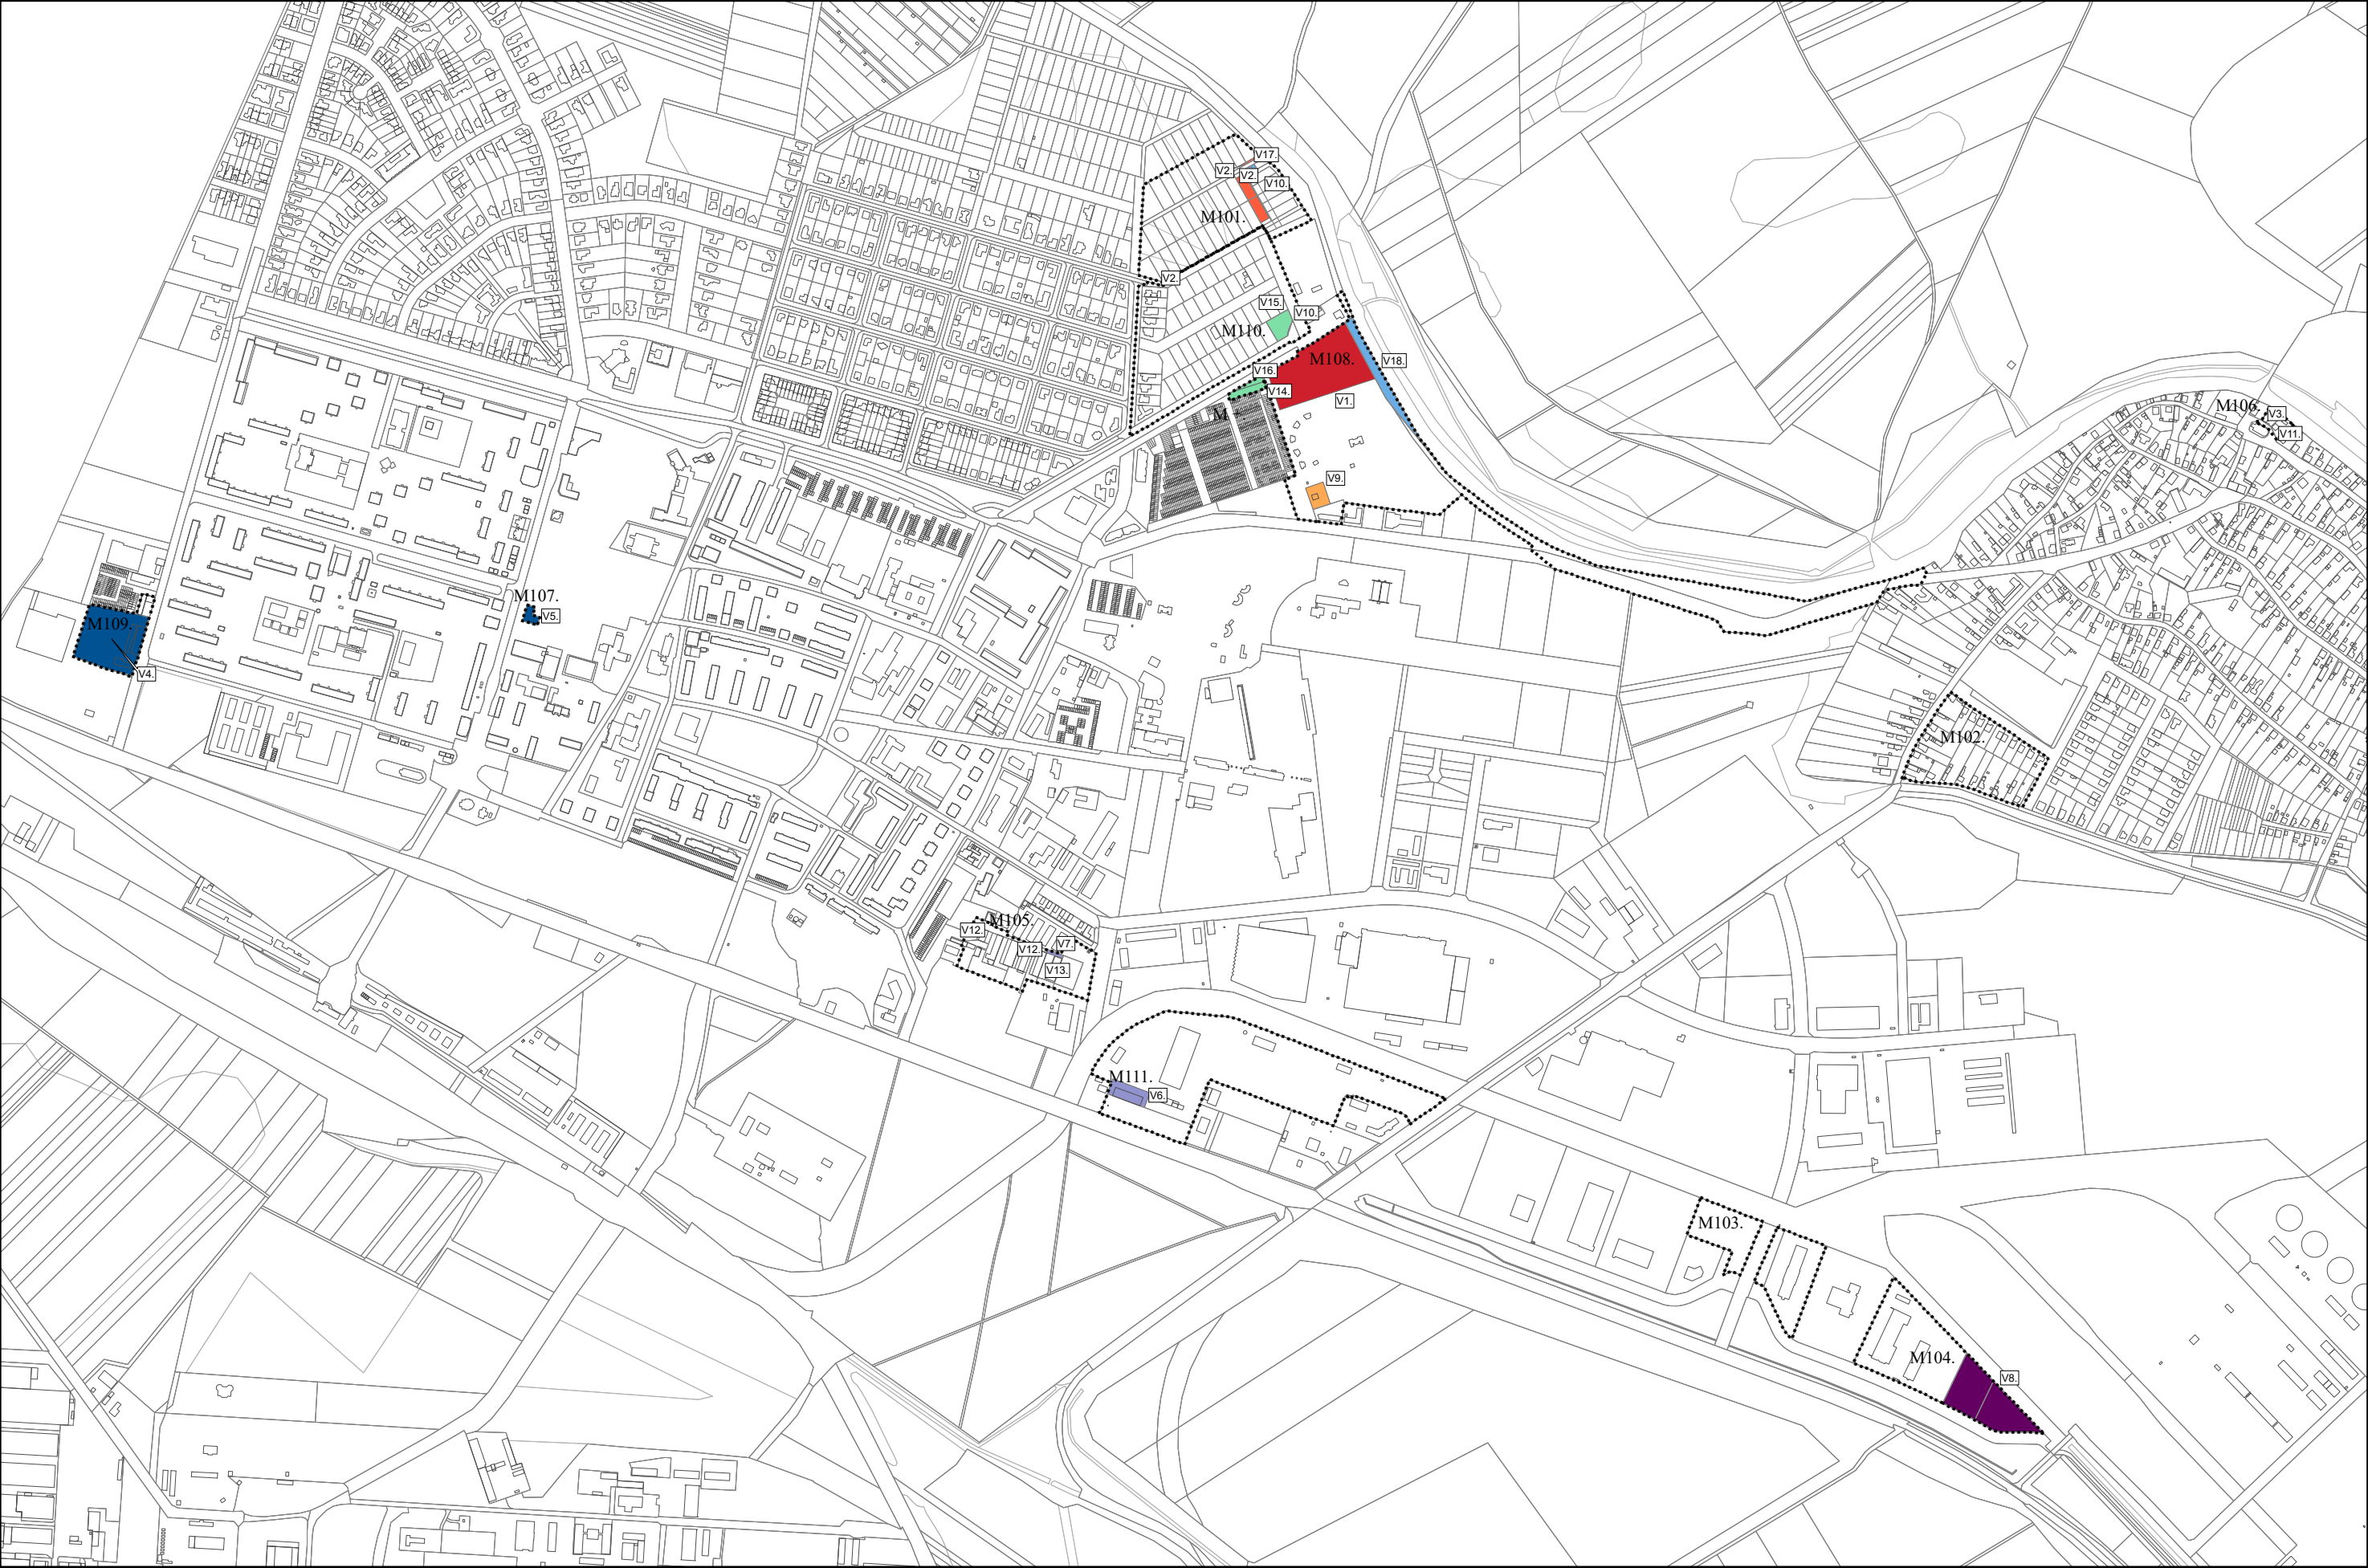 V17.
V2.
V2.
V10.
M101.
V2.
V15.
V10.
M110.
M108.
V18.
V16.
V14.
V1.
M
M106.
V3.
V11.
V9.
M107.
V5.
M109.
V4.
M102.
M105.
V12.
V7.
V12.
V13.
M111.
V6.
M103.
M104.
V8.